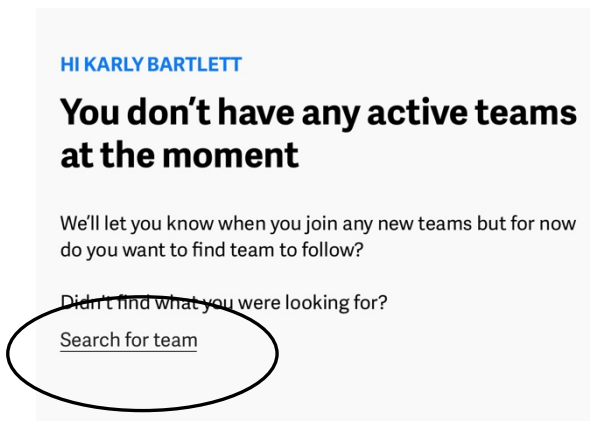 HI KARLY BARTLETT
You don't have any active teams
at the moment
We'll let you know when you join any new teams but for now
do you want to find team to follow?
Didn't find what you were looking for?
Search for team